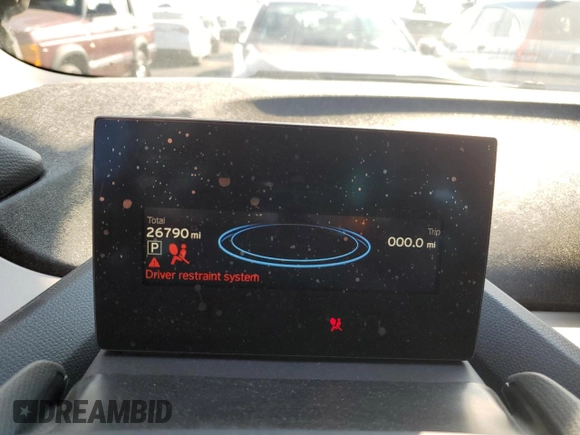 Total
26790 mi
Trip
000.0 mi
P
Driver restraint system
DREAMBID